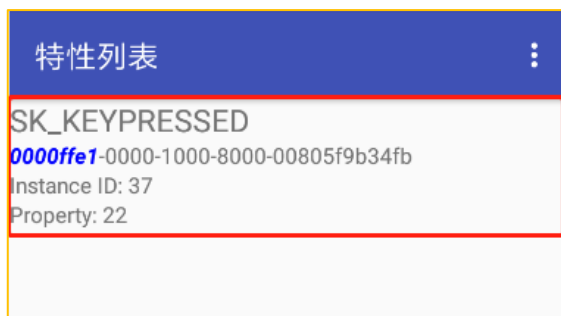 特性列表
SK_KEYPRESSED
0000ffe1-0000-1000-8000-00805f9b34fb
Instance ID: 37
Property: 22